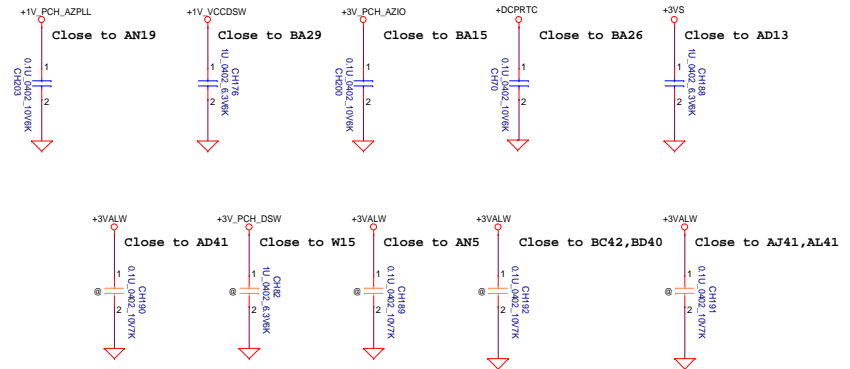 +1V_PCH_AZPLL
Close to AN19
1
2
0.1U_0402_10V6K
CH203
+1V_VCCDSW
Close to BA29
1
2
1U_0402_6.3V6K
CH176
+3V_PCH_AZIO
Close to BA15
1
2
0.1U_0402_10V6K
CH200
+DCPRTC
Close to BA26
1
2
0.1U_0402_10V6K
CH70
+3VS
Close to AD13
1
2
1U_0402_6.3V6K
CH188
+3VALW
Close to AD41
1
@
2
0.1U_0402_10V7K
CH190
+3V_PCH_DSW
Close to W15
1
@
2
1U_0402_6.3V6K
CH82
+3VALW
Close to AN5
1
@
2
0.1U_0402_10V7K
CH189
+3VALW
Close to BC42,BD40
1
@
2
0.1U_0402_10V7K
CH192
+3VALW
Close to AJ41,AL41
1
@
2
0.1U_0402_10V7K
CH191